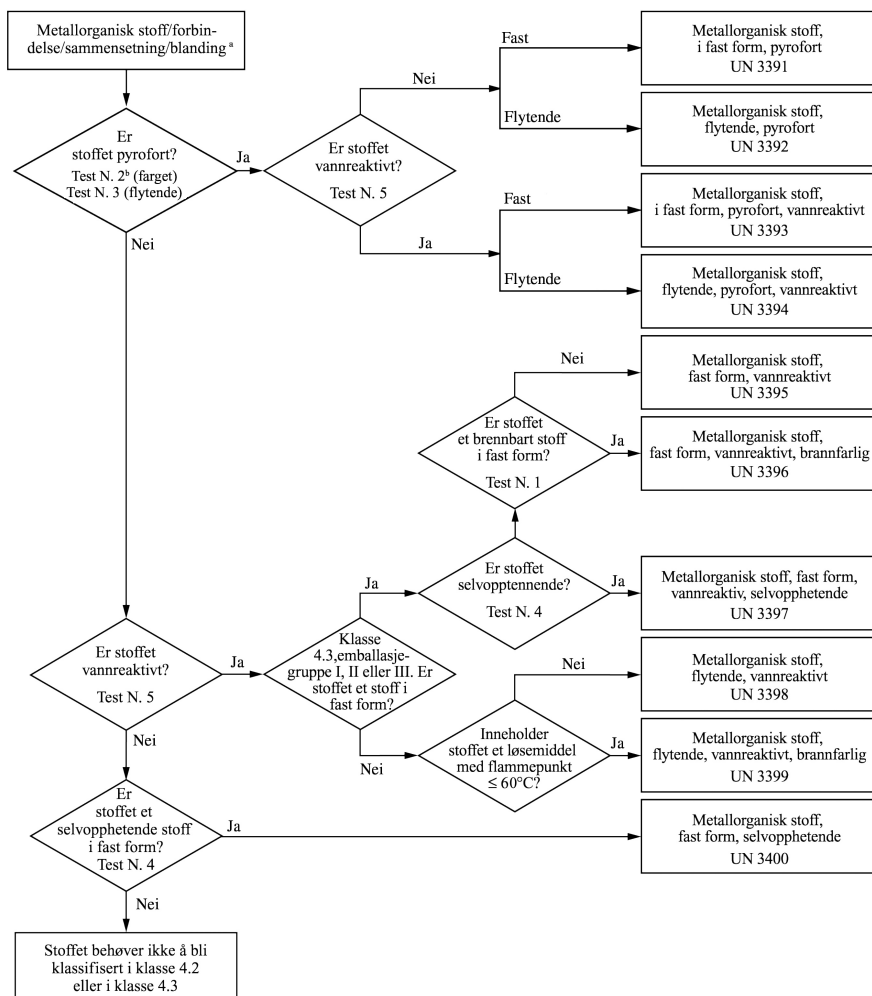 Metallorganisk stoff/forbin-
delse/sammensetning/blanding a
Er
stoffet pyrofort?
Test N. 2b (farget)
Test N. 3 (flytende)
Ja
Nei
Er stoffet
vannreaktivt?
Test N. 5
Nei
Ja
Fast
Flytende
Fast
Flytende
Metallorganisk stoff,
i fast form, pyrofort
UN 3391
Metallorganisk stoff,
flytende, pyrofort
UN 3392
Metallorganisk stoff,
i fast form, pyrofort, vannreaktivt
UN 3393
Metallorganisk stoff,
flytende, pyrofort, vannreaktivt
UN 3394
Nei
Metallorganisk stoff,
fast form, vannreaktivt
UN 3395
Er stoffet
et brennbart stoff
i fast form?
Test N. 1
Ja
Metallorganisk stoff,
fast form, vannreaktivt, brannfarlig
UN 3396
Er stoffet
selvopptennende?
Test N. 4
Ja
Metallorganisk stoff, fast form,
vannreaktiv, selvopphetende
UN 3397
Er stoffet
vannreaktivt?
Test N. 5
Ja
Nei
Klasse
4.3,emballasje-
gruppe I, II eller III. Er
stoffet et stoff i
fast form?
Ja
Nei
Nei
Metallorganisk stoff,
flytende, vannreaktivt
UN 3398
Inneholder
stoffet et løsemiddel
med flammepunkt
≤ 60°C?
Ja
Metallorganisk stoff,
flytende, vannreaktivt, brannfarlig
UN 3399
Er
stoffet et
selvopphetende stoff
i fast form?
Test N. 4
Ja
Metallorganisk stoff,
fast form, selvopphetende
UN 3400
Nei
Stoffet behøver ikke å bli
klassifisert i klasse 4.2
eller i klasse 4.3